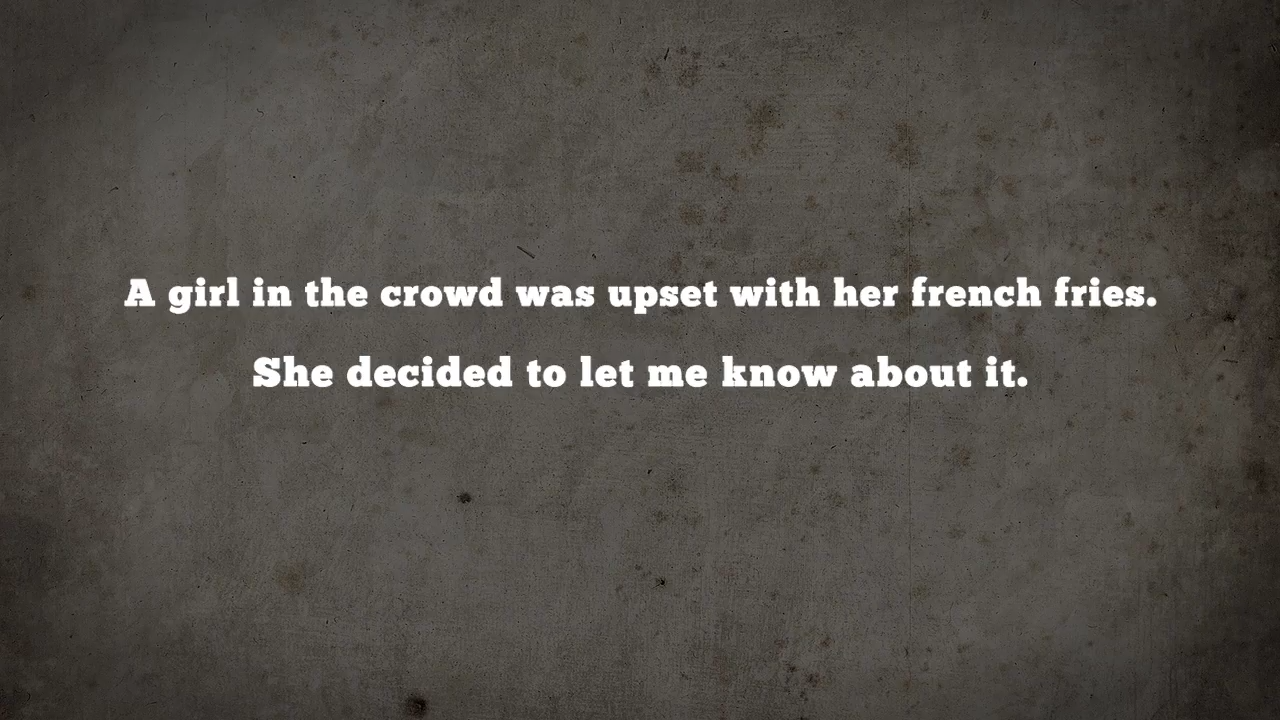 A girl in the crowd was upset with her french fries.
She decided to let me know about it.